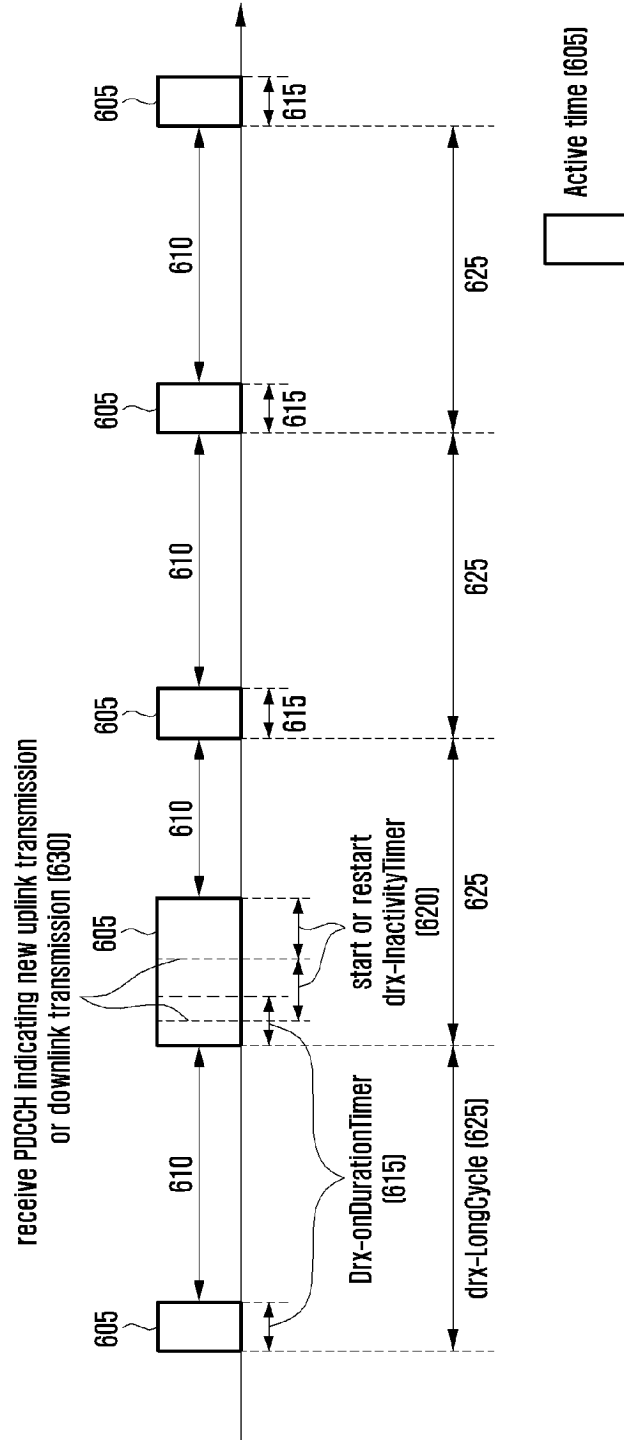 receive PDCCH indicating new uplink transmission
or downlink transmission (630)
605
605
605
605
605
610
610
610
610
615
615
615
Drx-onDurationTimer
(615)
start or restart
drx-InactivityTimer
(620)
drx-LongCycle (625)
625
625
625
Active time (605)